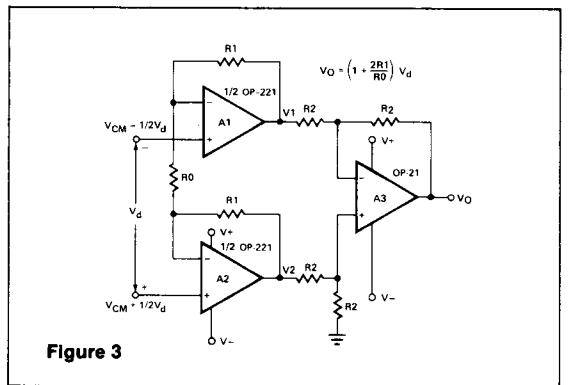 R1
V_O = (1 + 2R1/R0) V_d
1/2 OP-221
V_CM − 1/2V_d
−
+
A1
V1
R2
R2
V+
OP-21
R0
V_d
−
+
A3
V_O
R1
V+
1/2 OP-221
−
+
A2
V2
R2
R2
V−
+
V_CM + 1/2V_d
V−
Figure 3